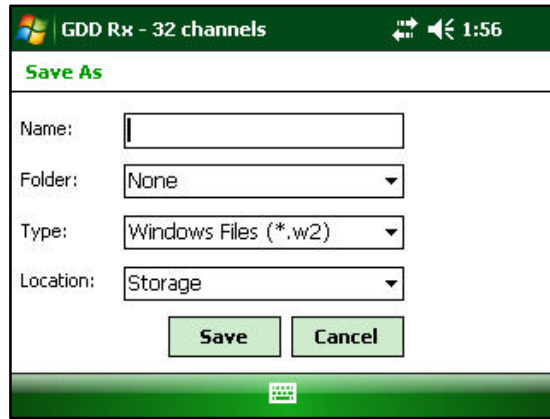 GDD Rx - 32 channels 1:56
Save As
Name:
Folder: None
Type: Windows Files (*.w2)
Location: Storage
Save Cancel